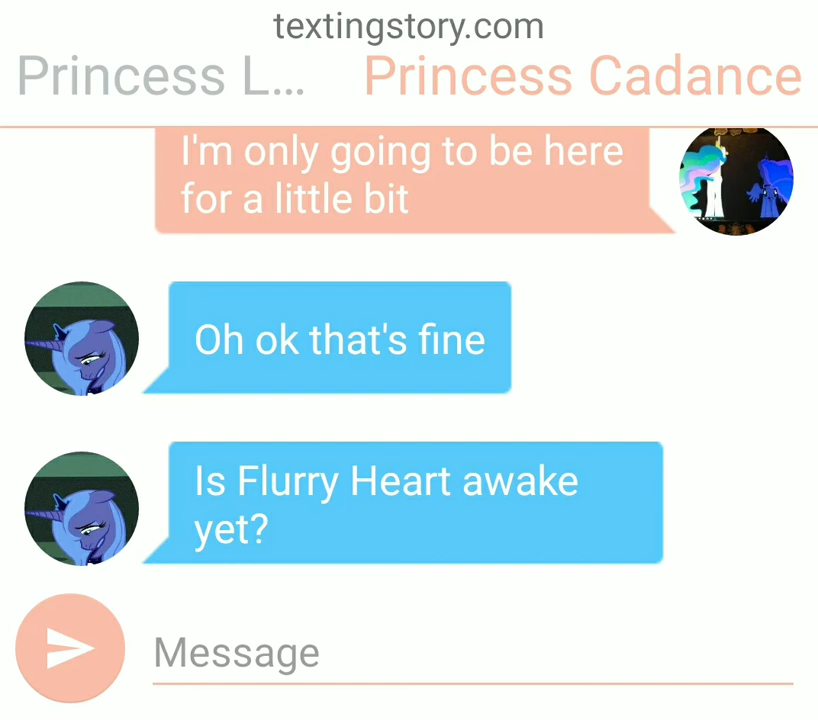 textingstory.com
Princess L...
Princess Cadance
I'm only going to be here
for a little bit
Oh ok that's fine
Is Flurry Heart awake
yet?
Message